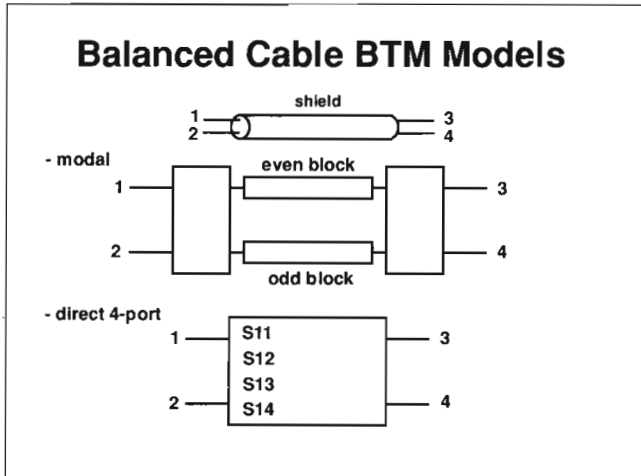 Balanced Cable BTM Models
shield
1 3
2 4
- modal
even block
1 3
2 4
odd block
- direct 4-port
1 S11 3
S12
S13
2 S14 4